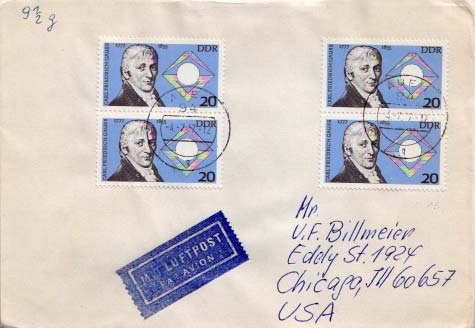 9½ g
CARL FRIEDRICH GAUSS 1777 1855 DDR 20
CARL FRIEDRICH GAUSS 1777 1855 DDR 20
CARL FRIEDRICH GAUSS 1777 1855 DDR 20
CARL FRIEDRICH GAUSS 1777 DDR 20
MIT LUFTPOST
PAR AVION
Mr.
V.F. Billmeier
Eddy St. 1924
Chicago, Ill 60657
USA